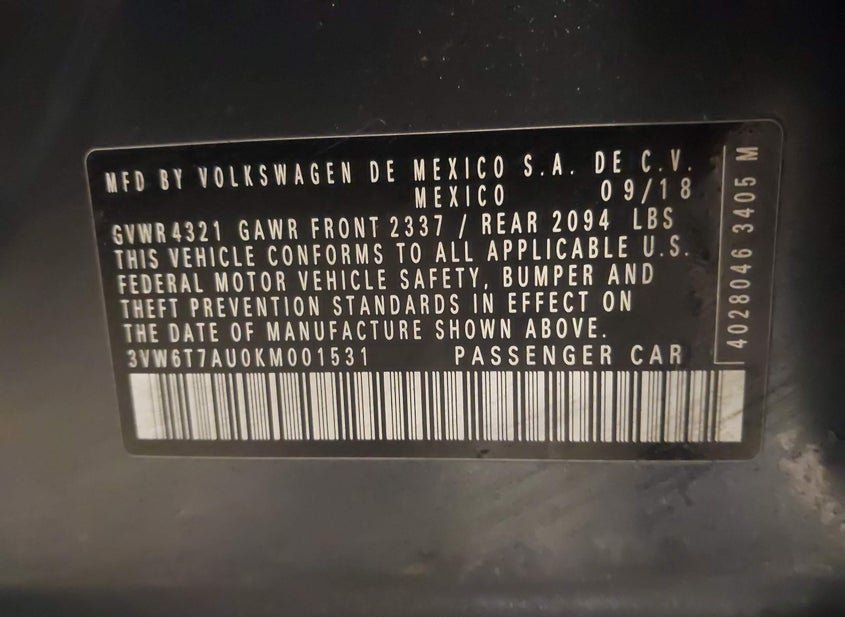 MFD BY VOLKSWAGEN DE MEXICO S.A. DE C.V.
MEXICO 09/18
GVWR 4321 GAWR FRONT 2337 / REAR 2094 LBS
THIS VEHICLE CONFORMS TO ALL APPLICABLE U.S.
FEDERAL MOTOR VEHICLE SAFETY, BUMPER AND
THEFT PREVENTION STANDARDS IN EFFECT ON
THE DATE OF MANUFACTURE SHOWN ABOVE.
3VW6T7AU0KM001531 PASSENGER CAR
4028046 3405 M